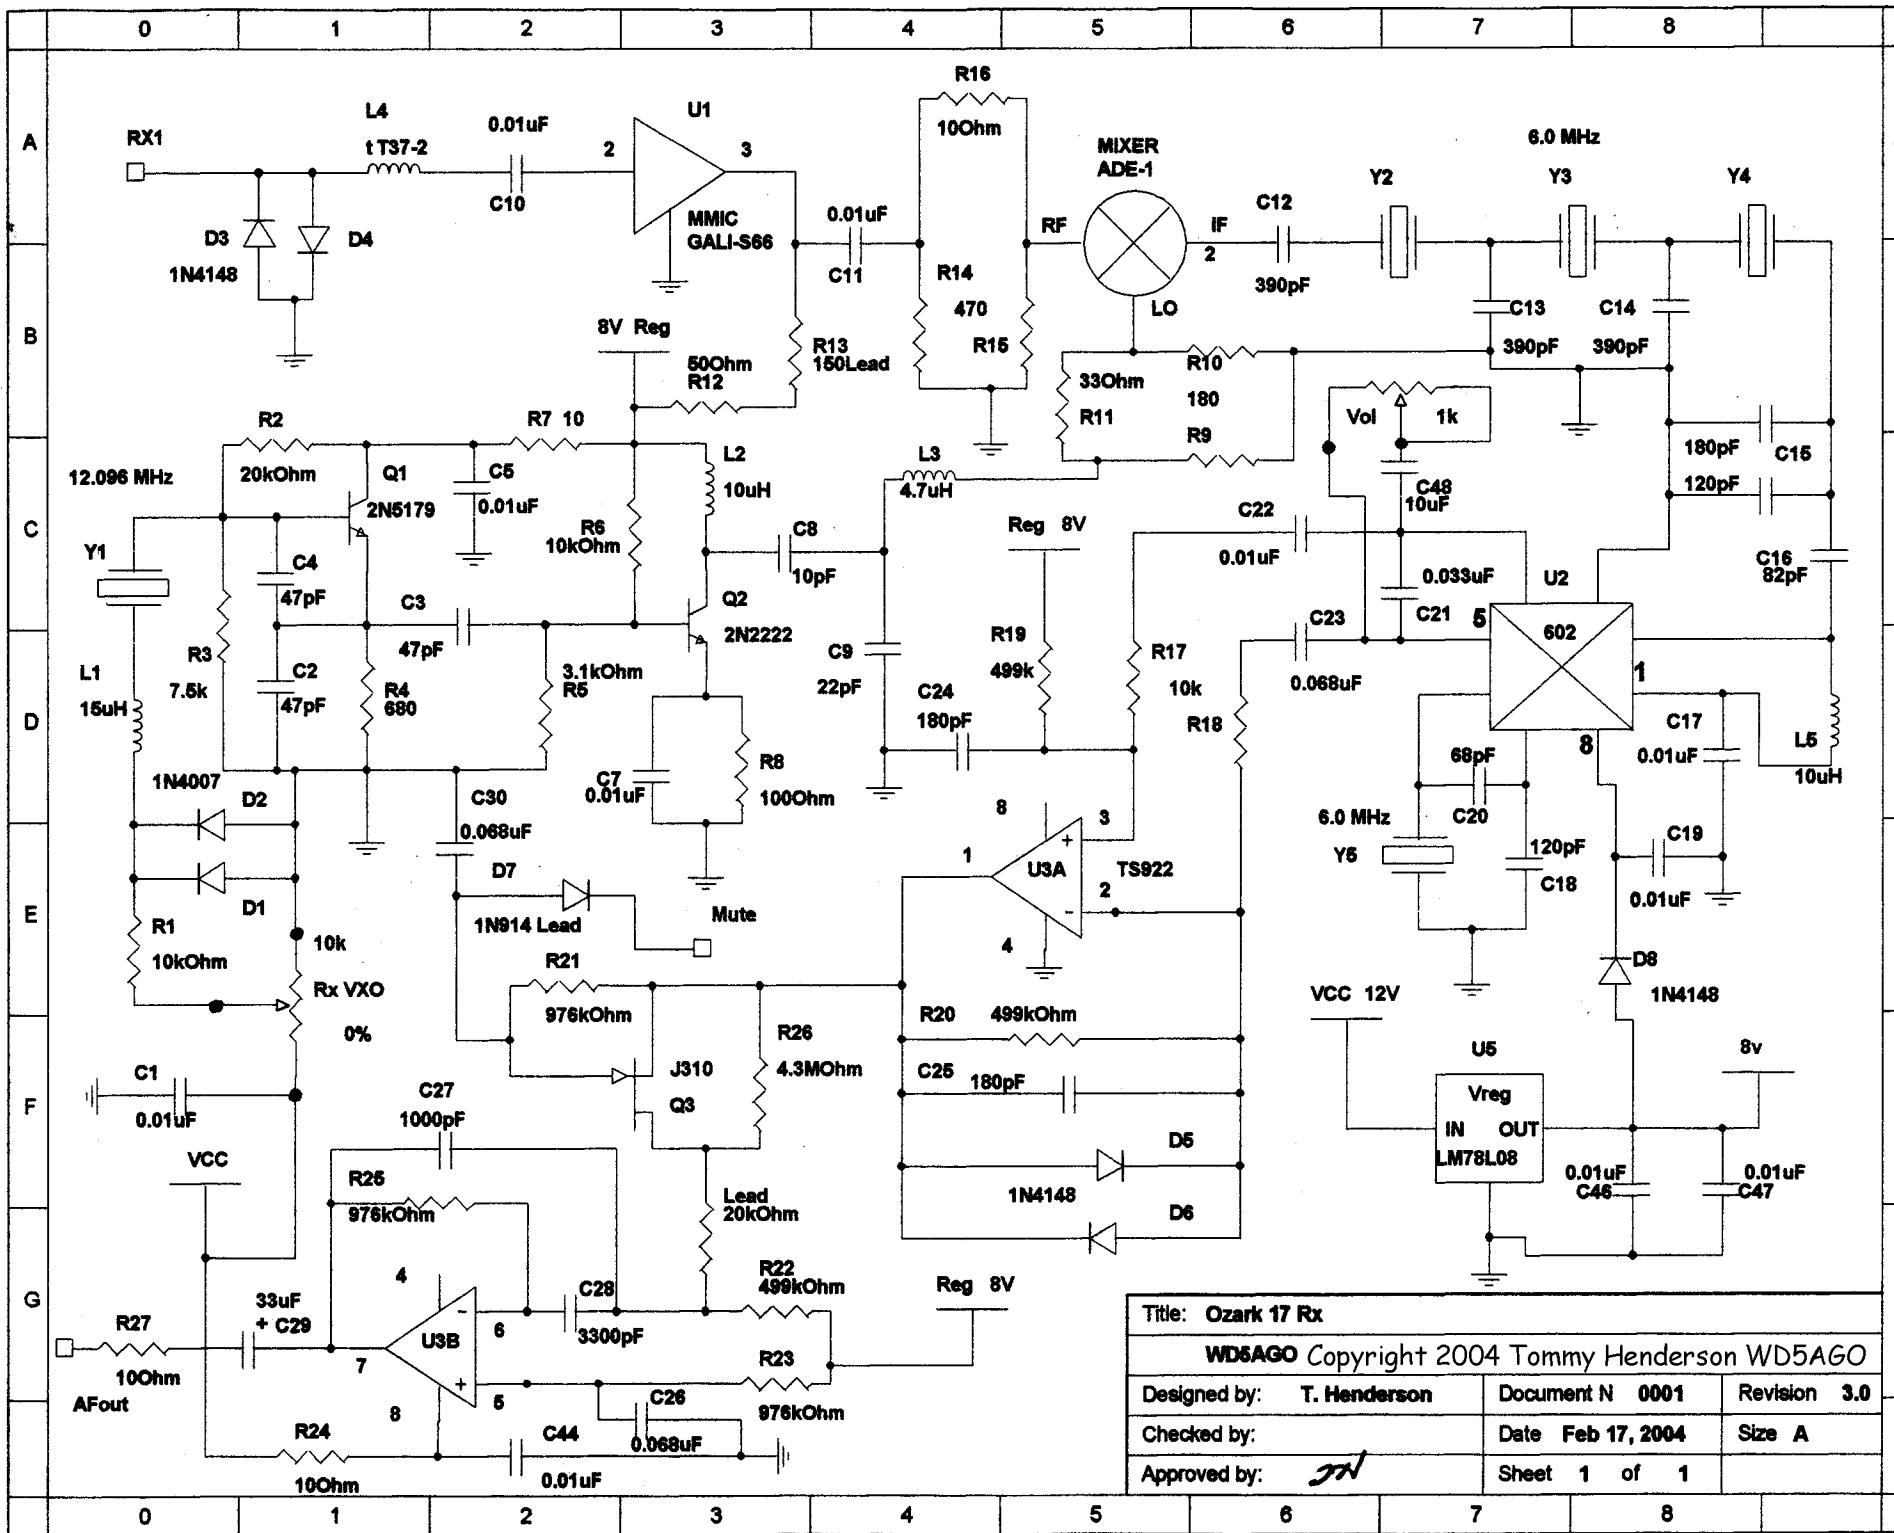 0 1 2 3 4 5 6 7 8
A
B
C
D
E
F
G
RX1
L4
t T37-2
0.01uF
C10
D3
D4
1N4148
U1
2
3
MMIC
GALI-S66
0.01uF
C11
R16
10Ohm
R14
470
R15
MIXER
ADE-1
RF
IF
2
LO
C12
390pF
6.0 MHz
Y2
Y3
Y4
C13
390pF
C14
390pF
8V Reg
50Ohm
R12
R13
150Lead
33Ohm
R11
R10
180
R9
Vol
1k
180pF
C15
120pF
C16
82pF
R2
20kOhm
12.096 MHz
Y1
Q1
2N5179
R7 10
C5
0.01uF
R6
10kOhm
L2
10uH
C8
10pF
L3
4.7uH
Reg 8V
C22
0.01uF
C48
10uF
0.033uF
C21
U2
602
5
1
8
C4
47pF
C3
47pF
Q2
2N2222
R3
7.5k
C2
47pF
R4
680
3.1kOhm
R5
L1
15uH
C9
22pF
R19
499k
R17
10k
R18
C23
0.068uF
C24
180pF
C17
0.01uF
L5
10uH
68pF
C20
1N4007
D2
D1
C30
0.068uF
C7
0.01uF
R8
100Ohm
8
3
1
U3A
TS922
2
4
+
-
6.0 MHz
Y5
120pF
C18
C19
0.01uF
R1
10kOhm
10k
Rx VXO
0%
D7
1N914 Lead
Mute
R21
976kOhm
R26
4.3MOhm
J310
Q3
R20
499kOhm
C25
180pF
D5
1N4148
D6
VCC 12V
D8
1N4148
U5
Vreg
IN OUT
LM78L08
8v
0.01uF
C46
0.01uF
C47
C1
0.01uF
VCC
C27
1000pF
R25
976kOhm
Lead
20kOhm
R22
499kOhm
Reg 8V
4
U3B
-
+
6
7
5
8
C28
3300pF
33uF
+ C29
R27
10Ohm
AFout
R23
976kOhm
C26
0.068uF
R24
10Ohm
C44
0.01uF
Title: Ozark 17 Rx
WD5AGO Copyright 2004 Tommy Henderson WD5AGO
Designed by: T. Henderson Document N 0001 Revision 3.0
Checked by: Date Feb 17, 2004 Size A
Approved by: Sheet 1 of 1
0 1 2 3 4 5 6 7 8